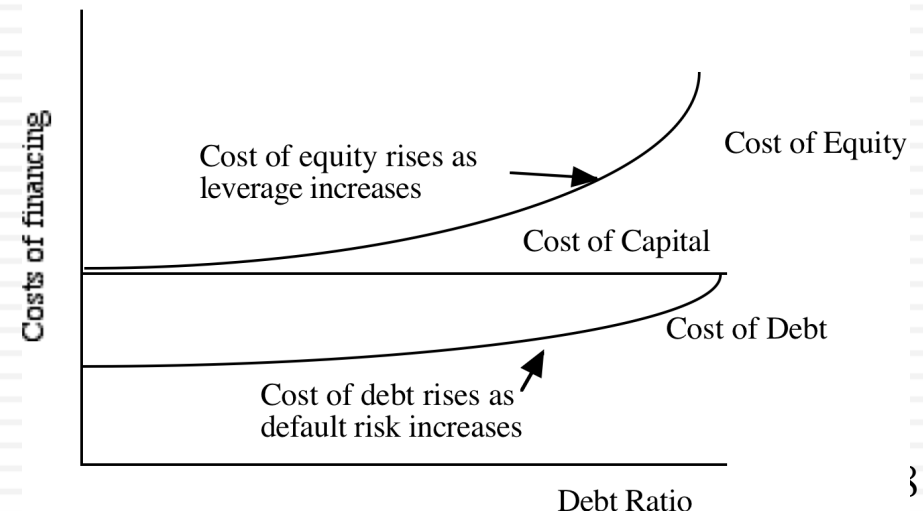 Costs of financing
Cost of equity rises as
leverage increases
Cost of Equity
Cost of Capital
Cost of Debt
Cost of debt rises as
default risk increases
Debt Ratio